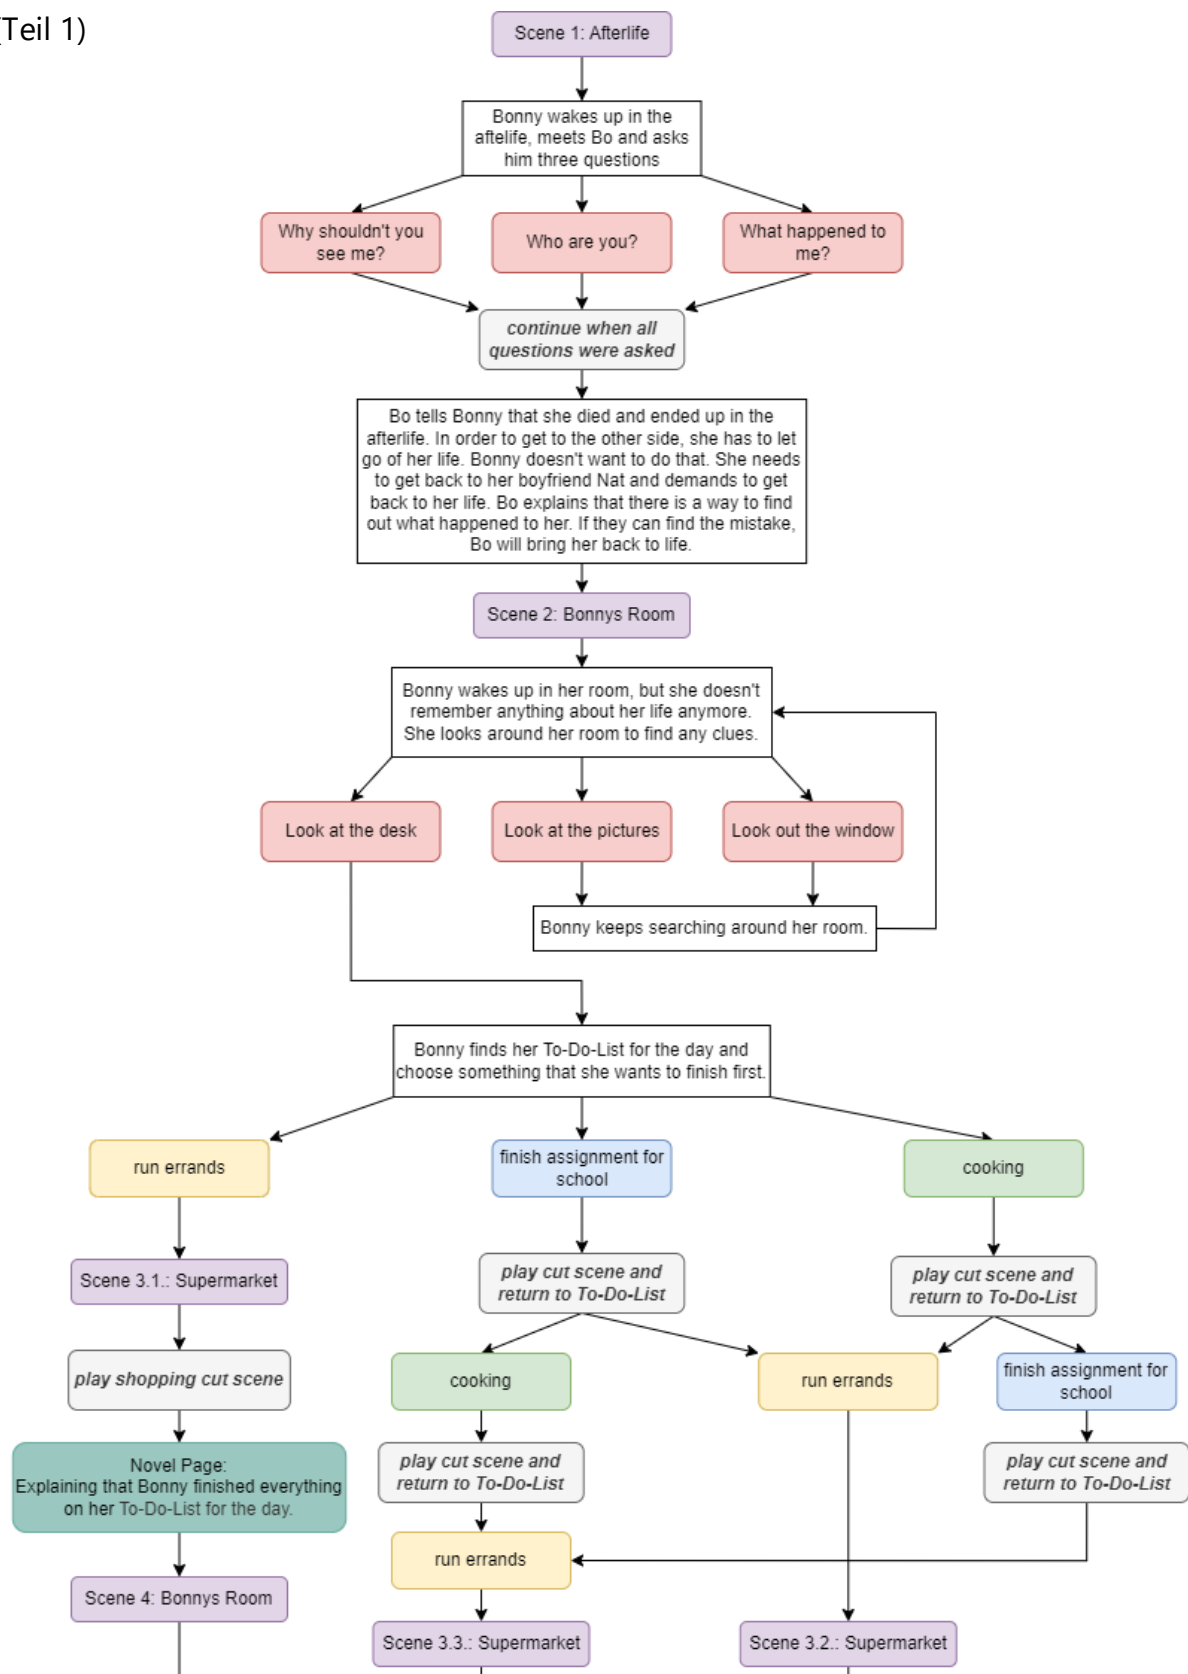 (Teil 1)
Scene 1: Afterlife
Bonny wakes up in the
aftelife, meets Bo and asks
him three questions
Why shouldn't you
see me?
Who are you?
What happened to
me?
continue when all
questions were asked
Bo tells Bonny that she died and ended up in the
afterlife. In order to get to the other side, she has to let
go of her life. Bonny doesn't want to do that. She needs
to get back to her boyfriend Nat and demands to get
back to her life. Bo explains that there is a way to find
out what happened to her. If they can find the mistake,
Bo will bring her back to life.
Scene 2: Bonnys Room
Bonny wakes up in her room, but she doesn't
remember anything about her life anymore.
She looks around her room to find any clues.
Look at the desk
Look at the pictures
Look out the window
Bonny keeps searching around her room.
Bonny finds her To-Do-List for the day and
choose something that she wants to finish first.
run errands
finish assignment for
school
cooking
Scene 3.1.: Supermarket
play cut scene and
return to To-Do-List
play cut scene and
return to To-Do-List
play shopping cut scene
cooking
run errands
finish assignment for
school
Novel Page:
Explaining that Bonny finished everything
on her To-Do-List for the day.
play cut scene and
return to To-Do-List
play cut scene and
return to To-Do-List
run errands
Scene 4: Bonnys Room
Scene 3.3.: Supermarket
Scene 3.2.: Supermarket